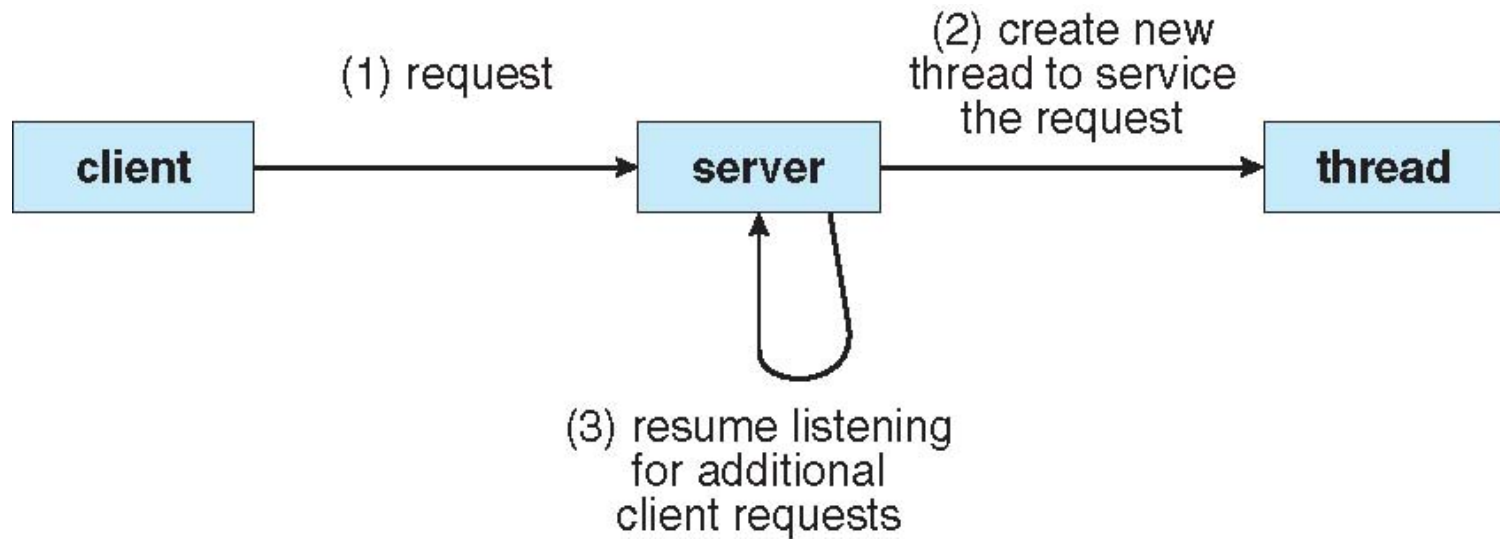 (1) request
(2) create new
thread to service
the request
client
server
thread
(3) resume listening
for additional
client requests